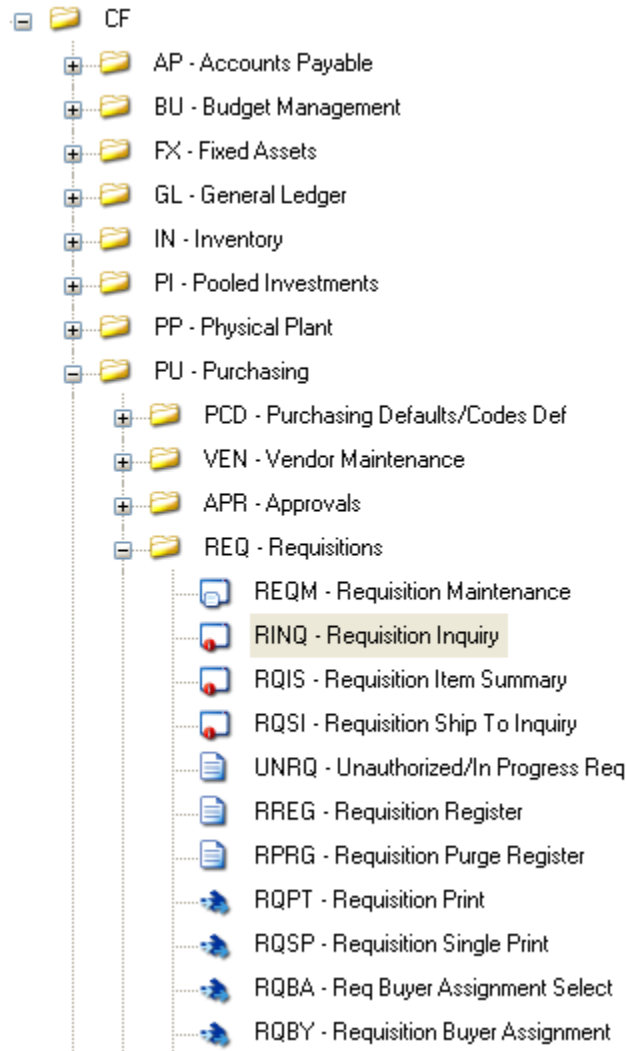 CF
AP - Accounts Payable
BU - Budget Management
FX - Fixed Assets
GL - General Ledger
IN - Inventory
PI - Pooled Investments
PP - Physical Plant
PU - Purchasing
PCD - Purchasing Defaults/Codes Def
VEN - Vendor Maintenance
APR - Approvals
REQ - Requisitions
REQM - Requisition Maintenance
RINQ - Requisition Inquiry
RQIS - Requisition Item Summary
RQSI - Requisition Ship To Inquiry
UNRQ - Unauthorized/In Progress Req
RREG - Requisition Register
RPRG - Requisition Purge Register
RQPT - Requisition Print
RQSP - Requisition Single Print
RQBA - Req Buyer Assignment Select
RQBY - Requisition Buyer Assignment